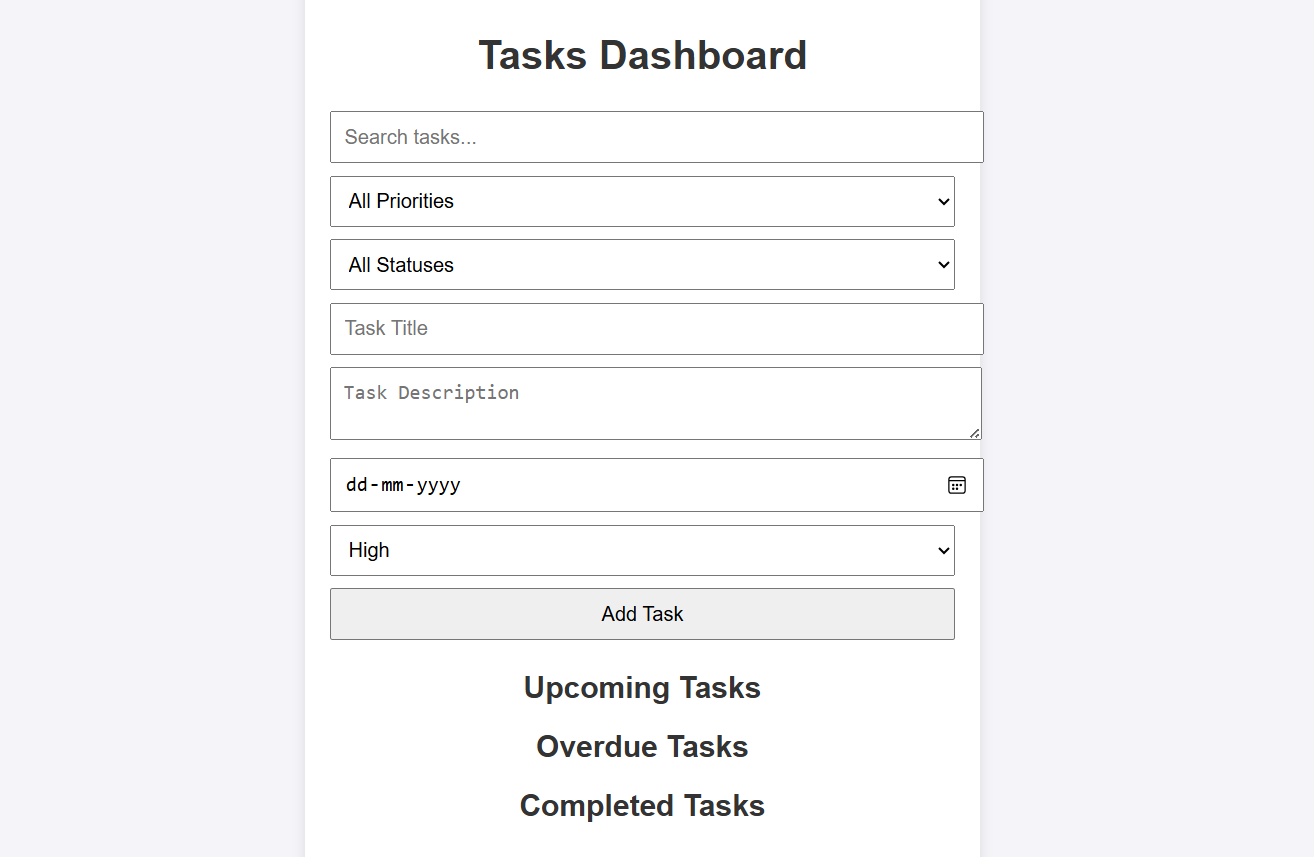 Tasks Dashboard
Search tasks...
All Priorities
All Statuses
Task Title
Task Description
dd-mm-yyyy
High
Add Task
Upcoming Tasks
Overdue Tasks
Completed Tasks